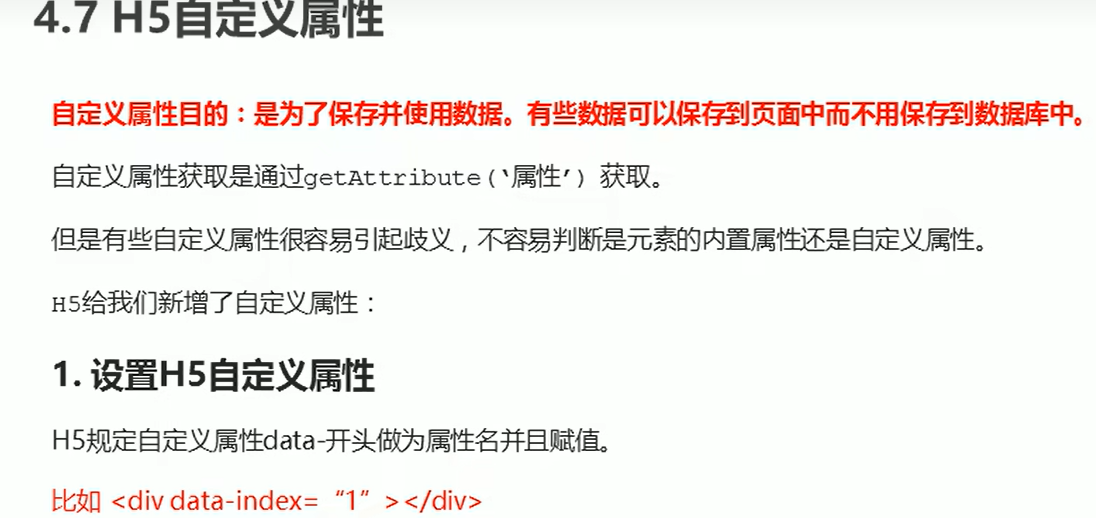 4.7 H5自定义属性
自定义属性目的：是为了保存并使用数据。有些数据可以保存到页面中而不用保存到数据库中。
自定义属性获取是通过getAttribute(‘属性’) 获取。
但是有些自定义属性很容易引起歧义，不容易判断是元素的内置属性还是自定义属性。
H5给我们新增了自定义属性：
1. 设置H5自定义属性
H5规定自定义属性data-开头做为属性名并且赋值。
比如 <div data-index=“1”></div>